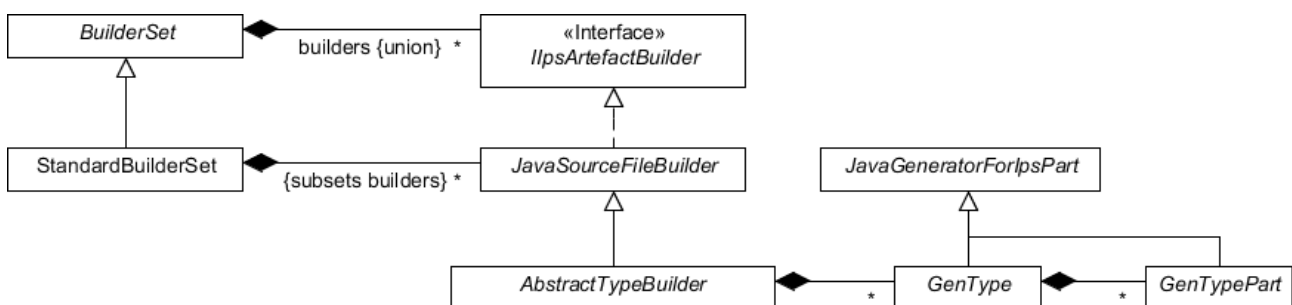 BuilderSet
builders {union} *
«Interface»
IIpsArtefactBuilder
StandardBuilderSet
{subsets builders} *
JavaSourceFileBuilder
JavaGeneratorForIpsPart
AbstractTypeBuilder
*
GenType
*
GenTypePart